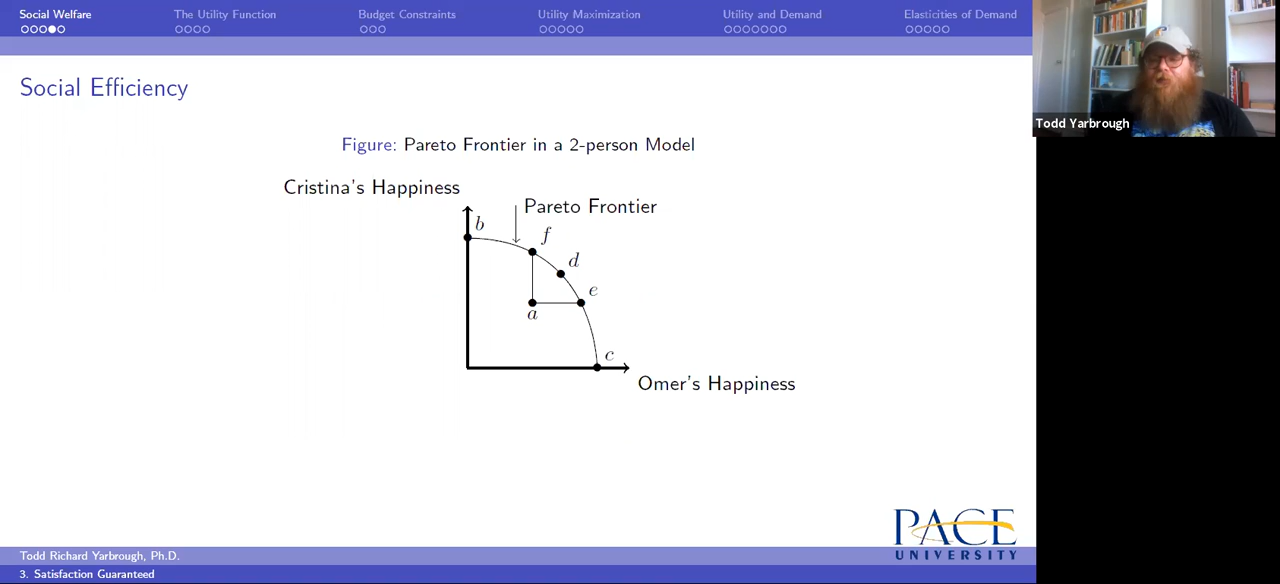 Social Welfare
The Utility Function
Budget Constraints
Utility Maximization
Utility and Demand
Elasticities of Demand
Social Efficiency
Figure: Pareto Frontier in a 2-person Model
Cristina's Happiness
Pareto Frontier
b
f
d
e
a
c
Omer's Happiness
PACE
UNIVERSITY
Todd Richard Yarbrough, Ph.D.
3. Satisfaction Guaranteed
Todd Yarbrough